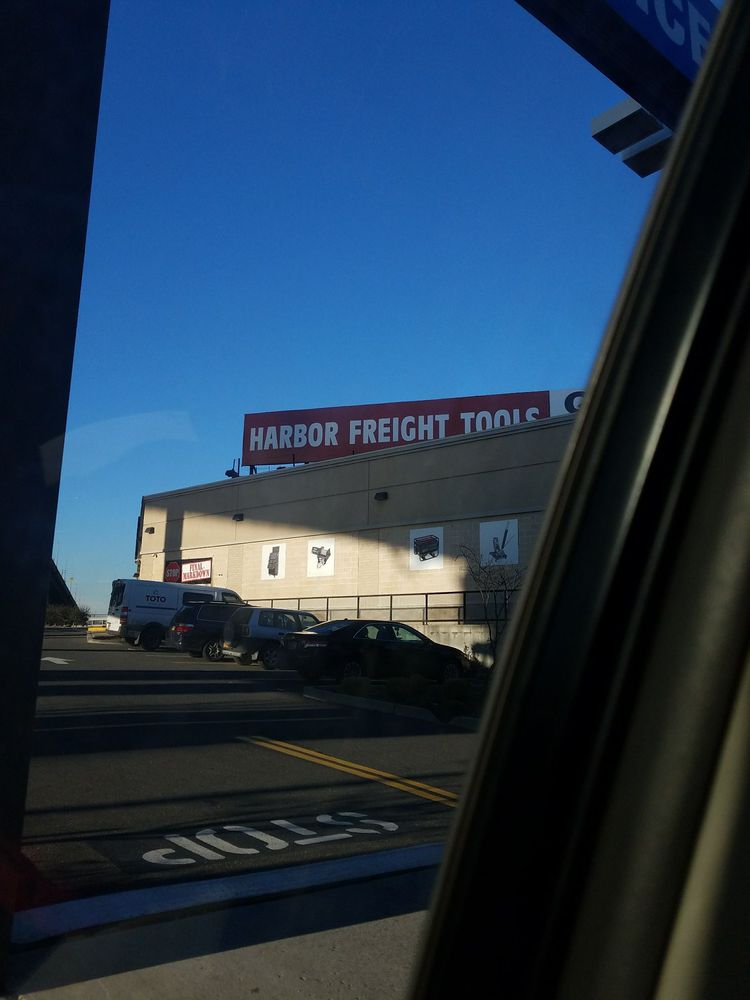 HARBOR FREIGHT TOOLS
STOP
FINAL
MARKDOWN
TOTO
STOP